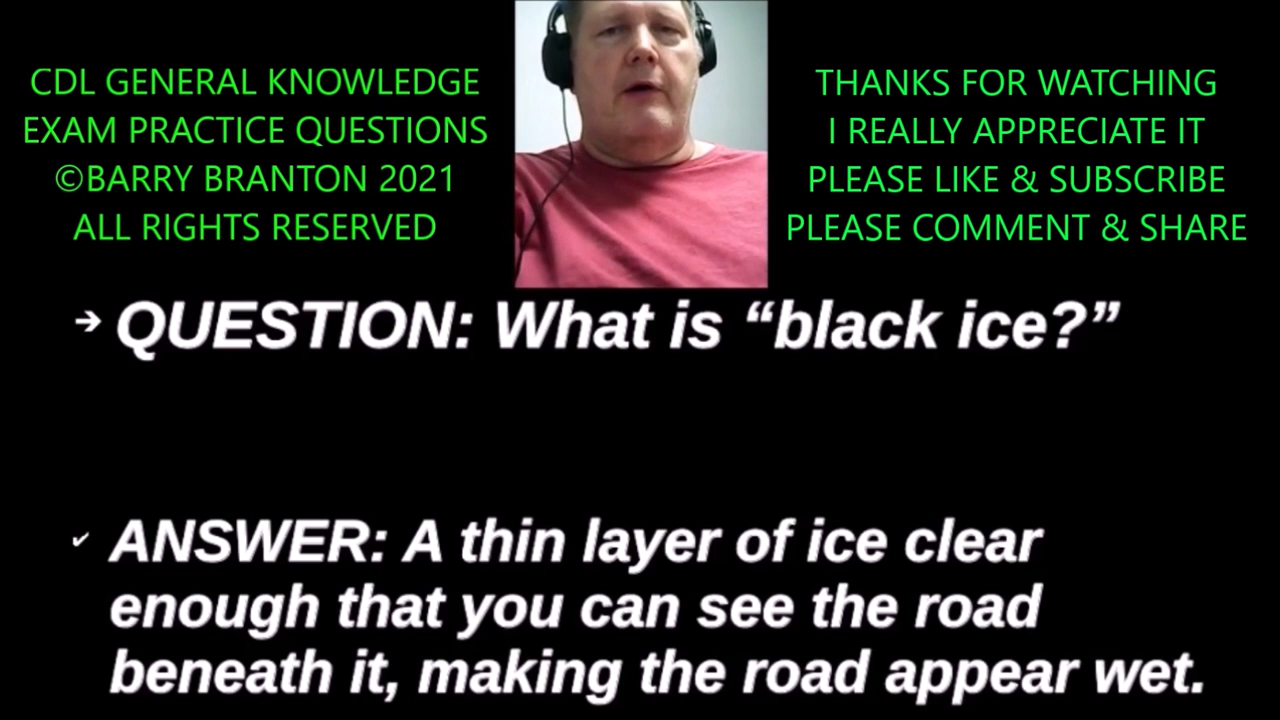 CDL GENERAL KNOWLEDGE
EXAM PRACTICE QUESTIONS
©BARRY BRANTON 2021
ALL RIGHTS RESERVED
THANKS FOR WATCHING
I REALLY APPRECIATE IT
PLEASE LIKE & SUBSCRIBE
PLEASE COMMENT & SHARE
➔ QUESTION: What is “black ice?”
✔ ANSWER: A thin layer of ice clear
enough that you can see the road
beneath it, making the road appear wet.